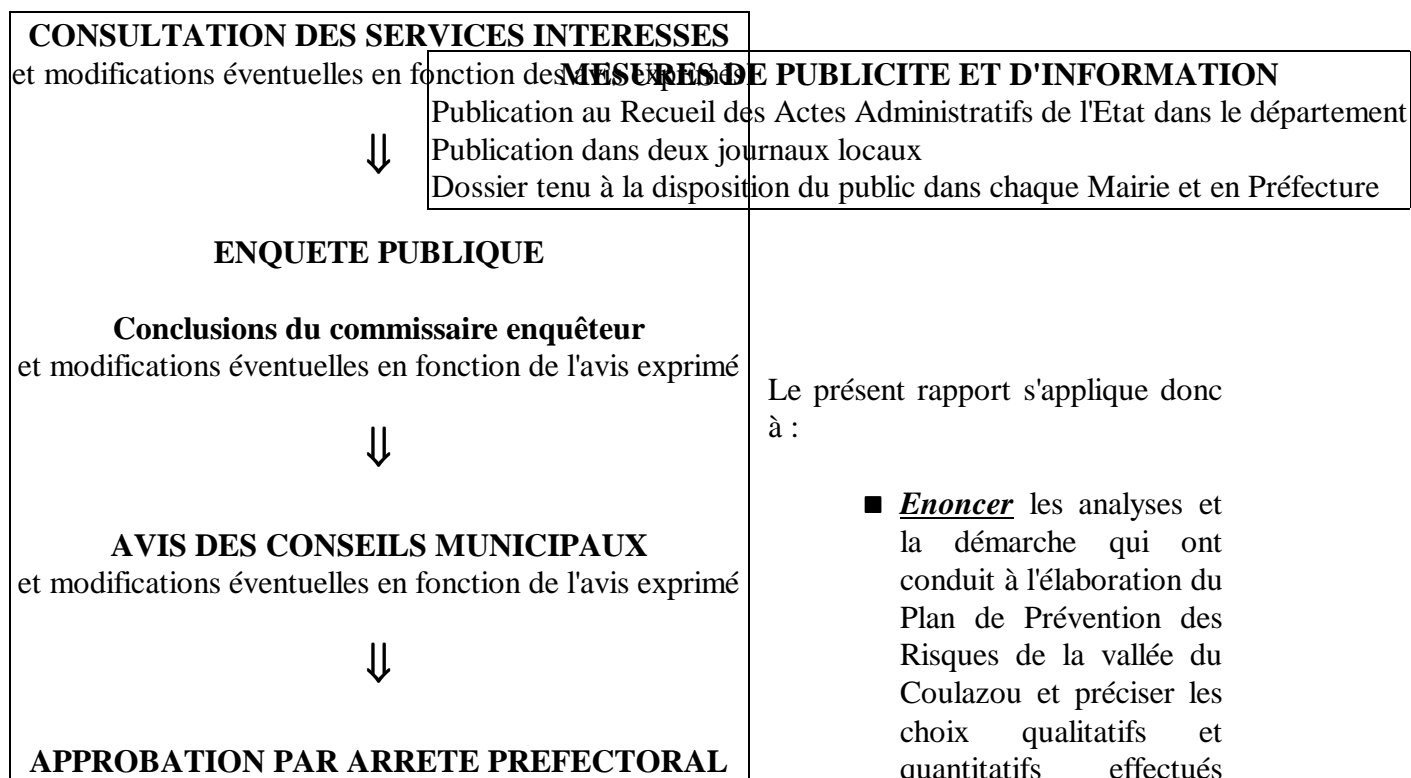 CONSULTATION DES SERVICES INTERESSES
et modifications éventuelles en fonction des avis exprimés
MESURES DE PUBLICITE ET D'INFORMATION
Publication au Recueil des Actes Administratifs de l'Etat dans le département
Publication dans deux journaux locaux
Dossier tenu à la disposition du public dans chaque Mairie et en Préfecture
⇓
ENQUETE PUBLIQUE
Conclusions du commissaire enquêteur
et modifications éventuelles en fonction de l'avis exprimé
⇓
AVIS DES CONSEILS MUNICIPAUX
et modifications éventuelles en fonction de l'avis exprimé
⇓
APPROBATION PAR ARRETE PREFECTORAL
Le présent rapport s'applique donc
à :
■ Enoncer les analyses et
la démarche qui ont
conduit à l'élaboration du
Plan de Prévention des
Risques de la vallée du
Coulazou et préciser les
choix qualitatifs et
quantitatifs effectués